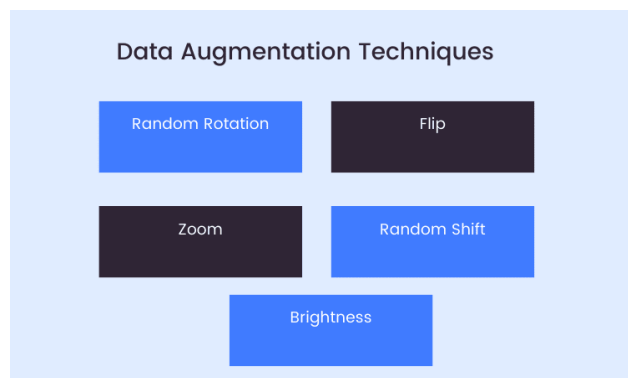 Data Augmentation Techniques
Random Rotation
Flip
Zoom
Random Shift
Brightness